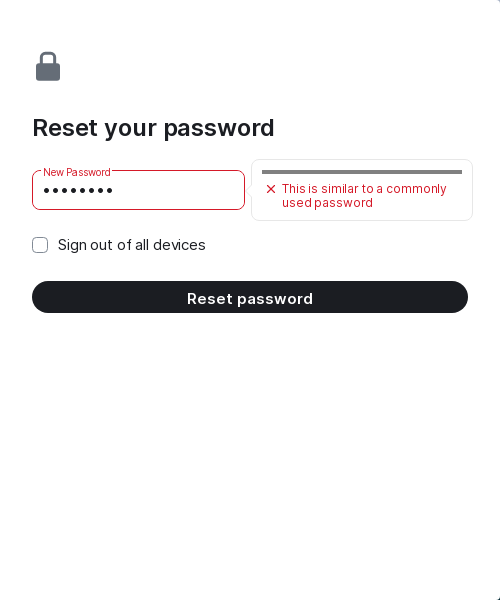 Reset your password
New Password
••••••••
This is similar to a commonly
used password
Sign out of all devices
Reset password